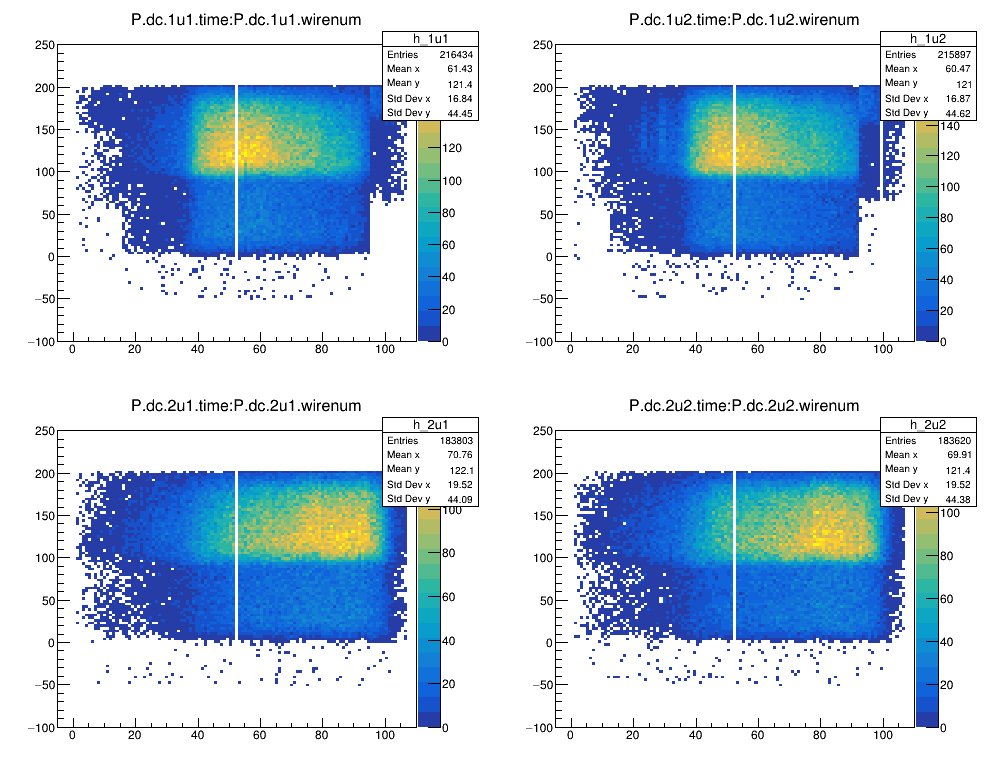 P.dc.1u1.time:P.dc.1u1.wirenum
h_1u1
Entries 216434
Mean x 61.43
Mean y 121.4
Std Dev x 16.84
Std Dev y 44.45
250
200
150
100
50
0
−50
−100
0 20 40 60 80 100
120
100
80
60
40
20
0
P.dc.1u2.time:P.dc.1u2.wirenum
h_1u2
Entries 215897
Mean x 60.47
Mean y 121
Std Dev x 16.87
Std Dev y 44.62
250
200
150
100
50
0
−50
−100
0 20 40 60 80 100
140
120
100
80
60
40
20
0
P.dc.2u1.time:P.dc.2u1.wirenum
h_2u1
Entries 183803
Mean x 70.76
Mean y 122.1
Std Dev x 19.52
Std Dev y 44.09
250
200
150
100
50
0
−50
−100
0 20 40 60 80 100
100
80
60
40
20
0
P.dc.2u2.time:P.dc.2u2.wirenum
h_2u2
Entries 183620
Mean x 69.91
Mean y 121.4
Std Dev x 19.52
Std Dev y 44.38
250
200
150
100
50
0
−50
−100
0 20 40 60 80 100
100
80
60
40
20
0